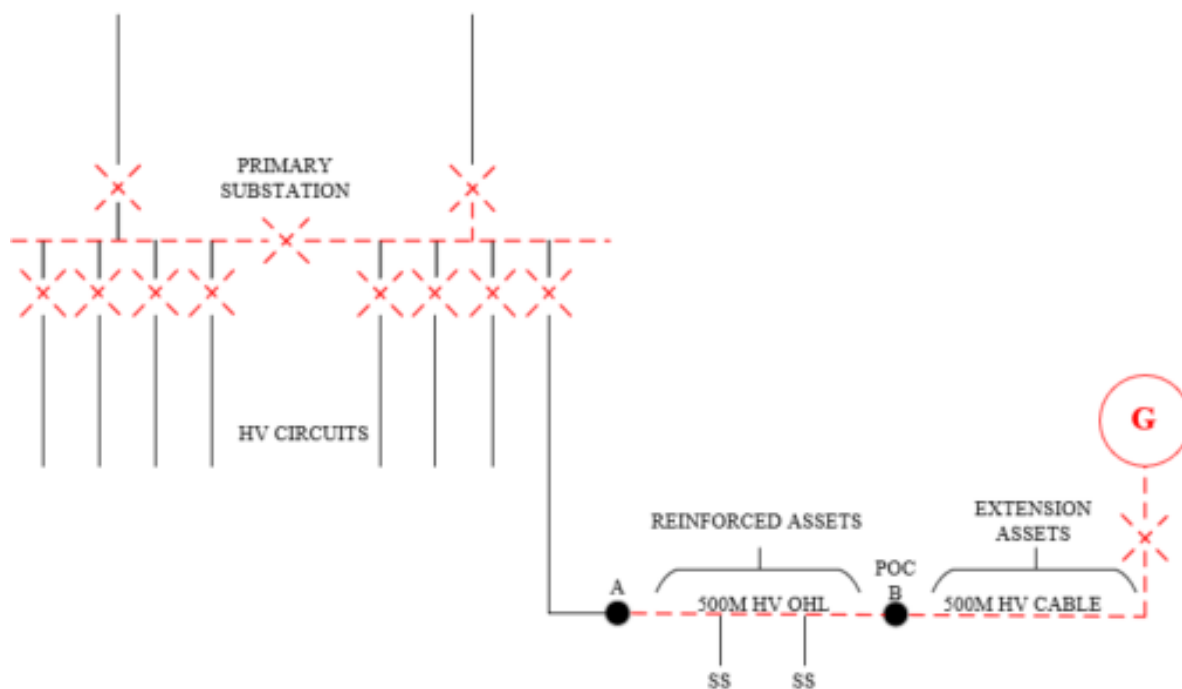 PRIMARY
SUBSTATION
HV CIRCUITS
G
REINFORCED ASSETS
EXTENSION
ASSETS
A
POC
B
500M HV OHL
500M HV CABLE
SS
SS